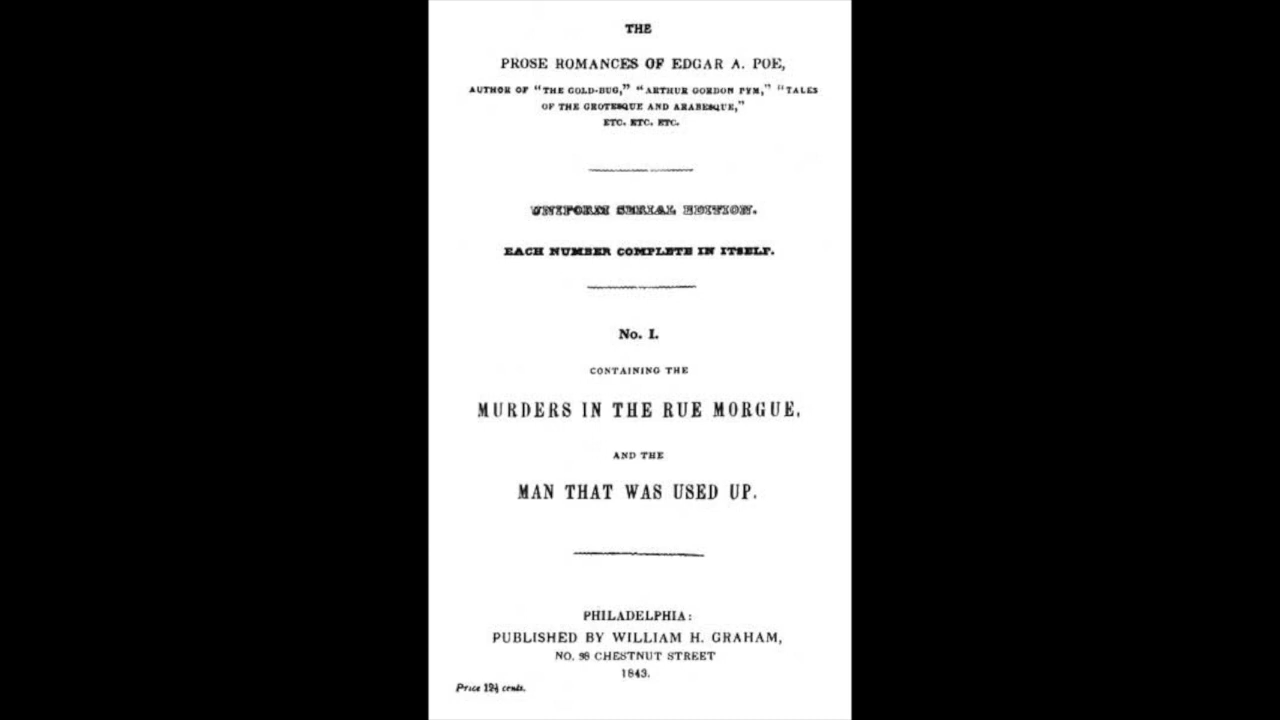 THE
PROSE ROMANCES OF EDGAR A. POE,
AUTHOR OF "THE GOLD-BUG," "ARTHUR GORDON PYM," "TALES
OF THE GROTESQUE AND ARABESQUE,"
ETC. ETC. ETC.
UNIFORM SERIAL EDITION.
EACH NUMBER COMPLETE IN ITSELF.
No. I.
CONTAINING THE
MURDERS IN THE RUE MORGUE,
AND THE
MAN THAT WAS USED UP.
PHILADELPHIA:
PUBLISHED BY WILLIAM H. GRAHAM,
NO. 98 CHESTNUT STREET
1843.
Price 12½ cents.